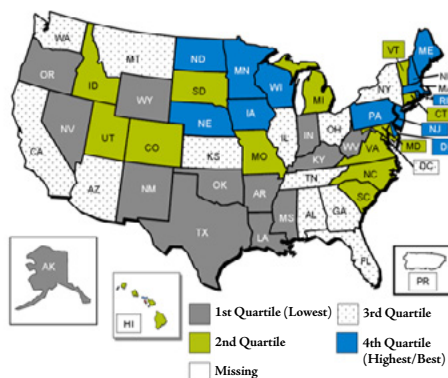 WA
VT
MT
ND
MN
ME
OR
ID
SD
WI
NY
WY
MI
CT
IA
PA
NJ
NE
NV
OH
IL
IN
MD
UT
CO
WV
VA
CA
KS
MO
KY
DC
NC
TN
AZ
OK
NM
AR
SC
MS
AL
GA
TX
LA
FL
AK
HI
PR
1st Quartile (Lowest)
3rd Quartile
2nd Quartile
4th Quartile
(Highest/Best)
Missing